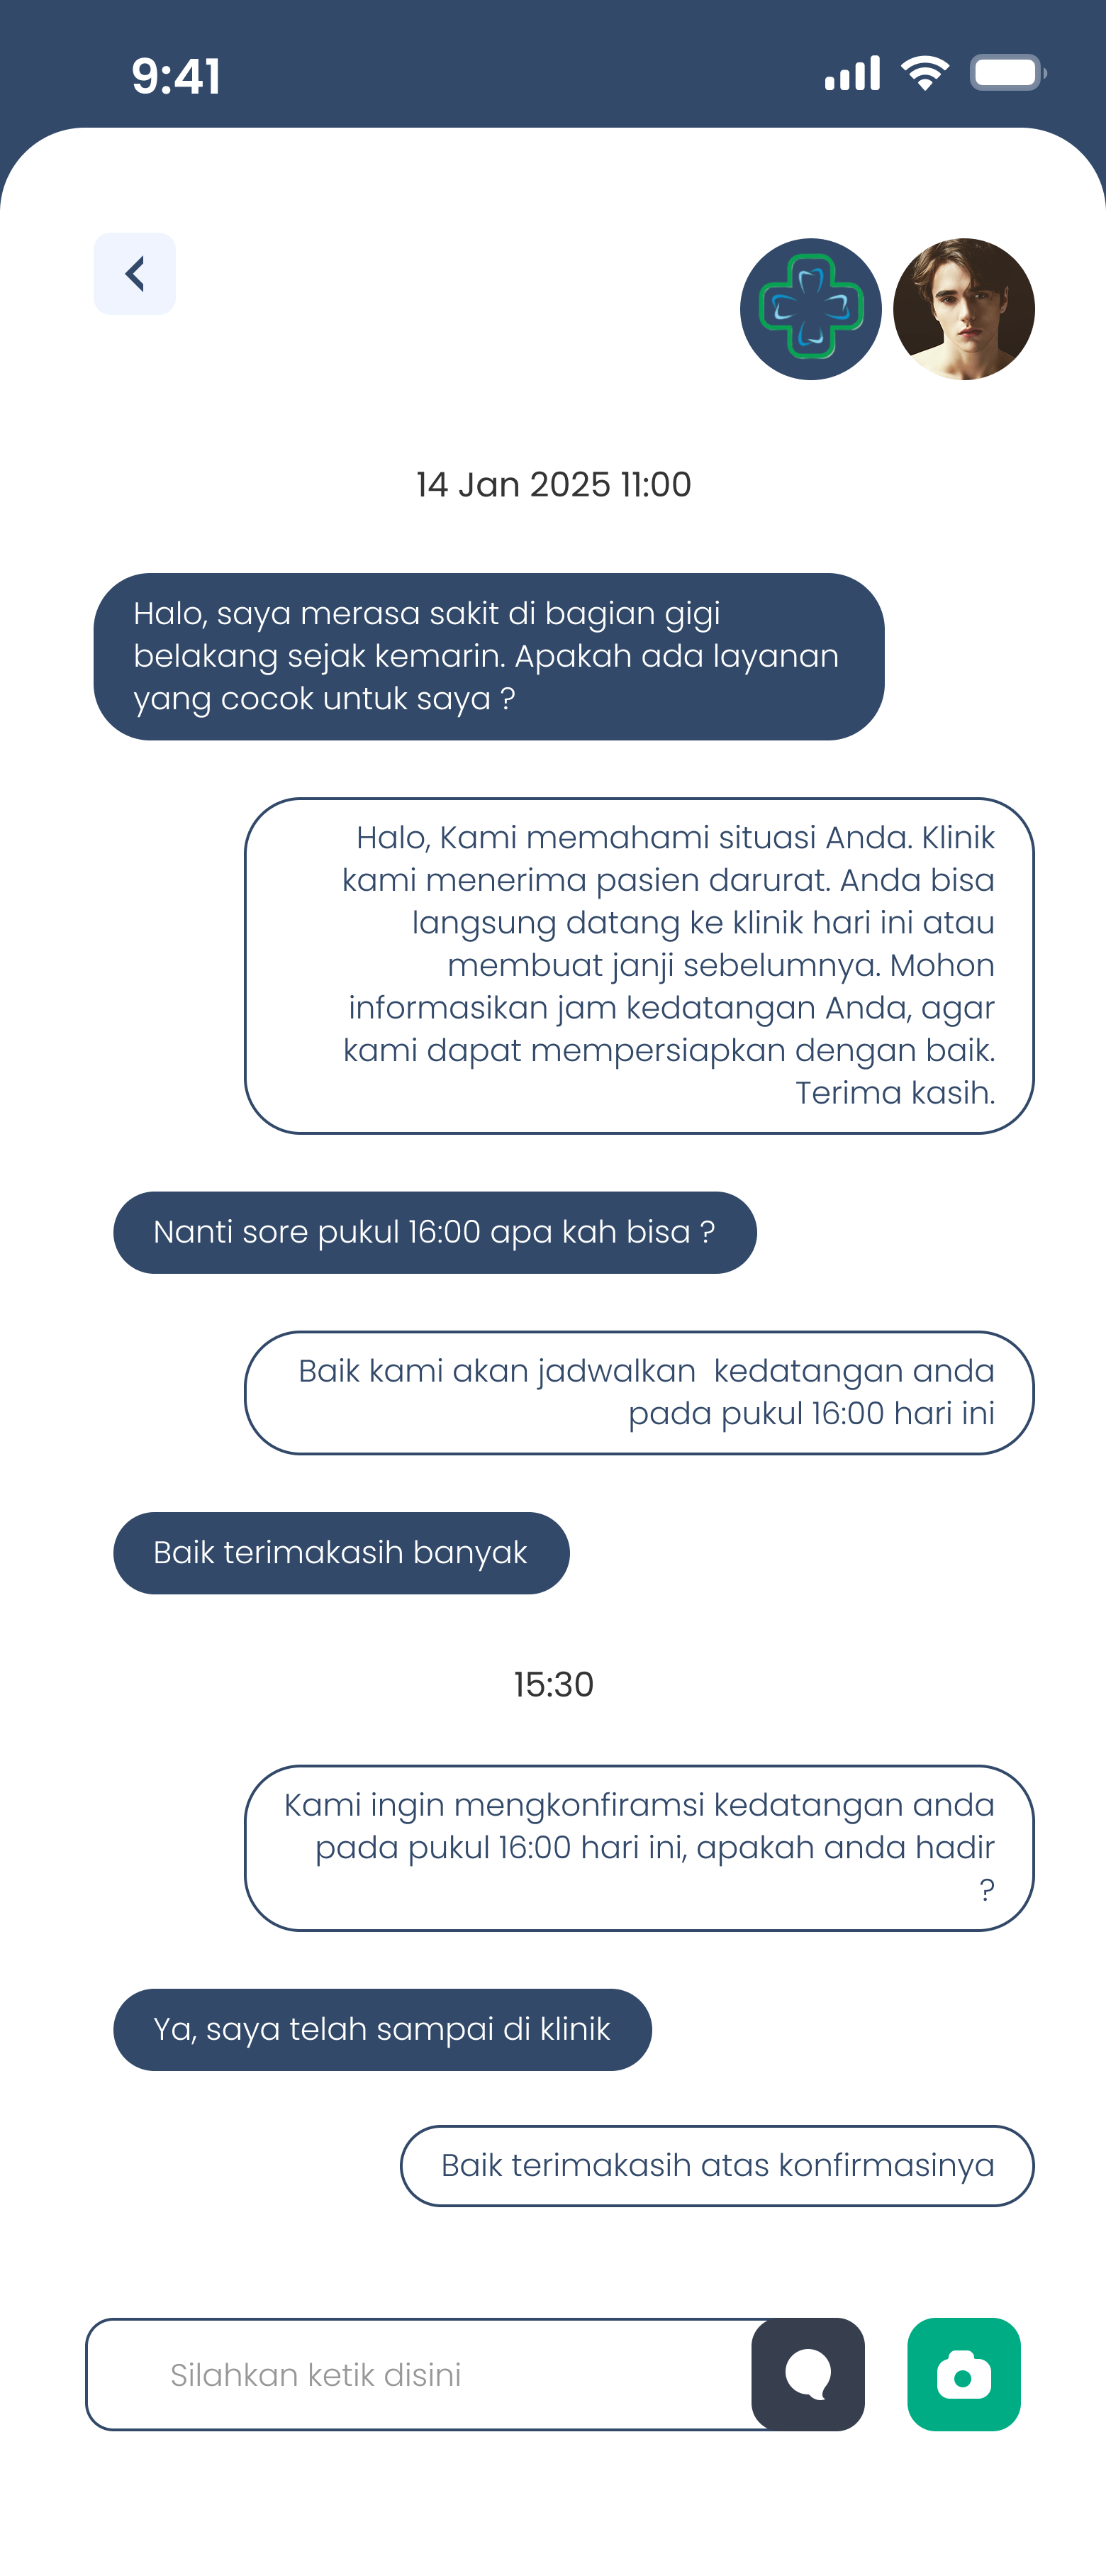 9:41
14 Jan 2025 11:00
Halo, saya merasa sakit di bagian gigi
belakang sejak kemarin. Apakah ada layanan
yang cocok untuk saya ?
Halo, Kami memahami situasi Anda. Klinik
kami menerima pasien darurat. Anda bisa
langsung datang ke klinik hari ini atau
membuat janji sebelumnya. Mohon
informasikan jam kedatangan Anda, agar
kami dapat mempersiapkan dengan baik.
Terima kasih.
Nanti sore pukul 16:00 apa kah bisa ?
Baik kami akan jadwalkan  kedatangan anda
pada pukul 16:00 hari ini
Baik terimakasih banyak
15:30
Kami ingin mengkonfiramsi kedatangan anda
pada pukul 16:00 hari ini, apakah anda hadir
?
Ya, saya telah sampai di klinik
Baik terimakasih atas konfirmasinya
Silahkan ketik disini